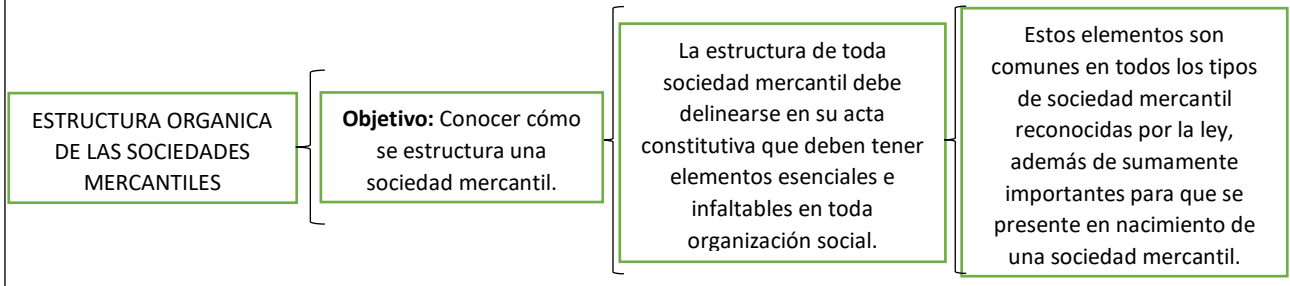 ESTRUCTURA ORGANICA
DE LAS SOCIEDADES
MERCANTILES
Objetivo: Conocer cómo
se estructura una
sociedad mercantil.
La estructura de toda
sociedad mercantil debe
delinearse en su acta
constitutiva que deben tener
elementos esenciales e
infaltables en toda
organización social.
Estos elementos son
comunes en todos los tipos
de sociedad mercantil
reconocidas por la ley,
además de sumamente
importantes para que se
presente en nacimiento de
una sociedad mercantil.